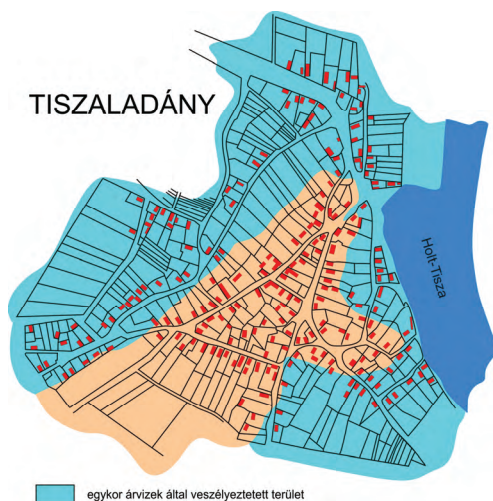 TISZALADÁNY
Holt-Tisza
egykor árvizek által veszélyeztetett terület